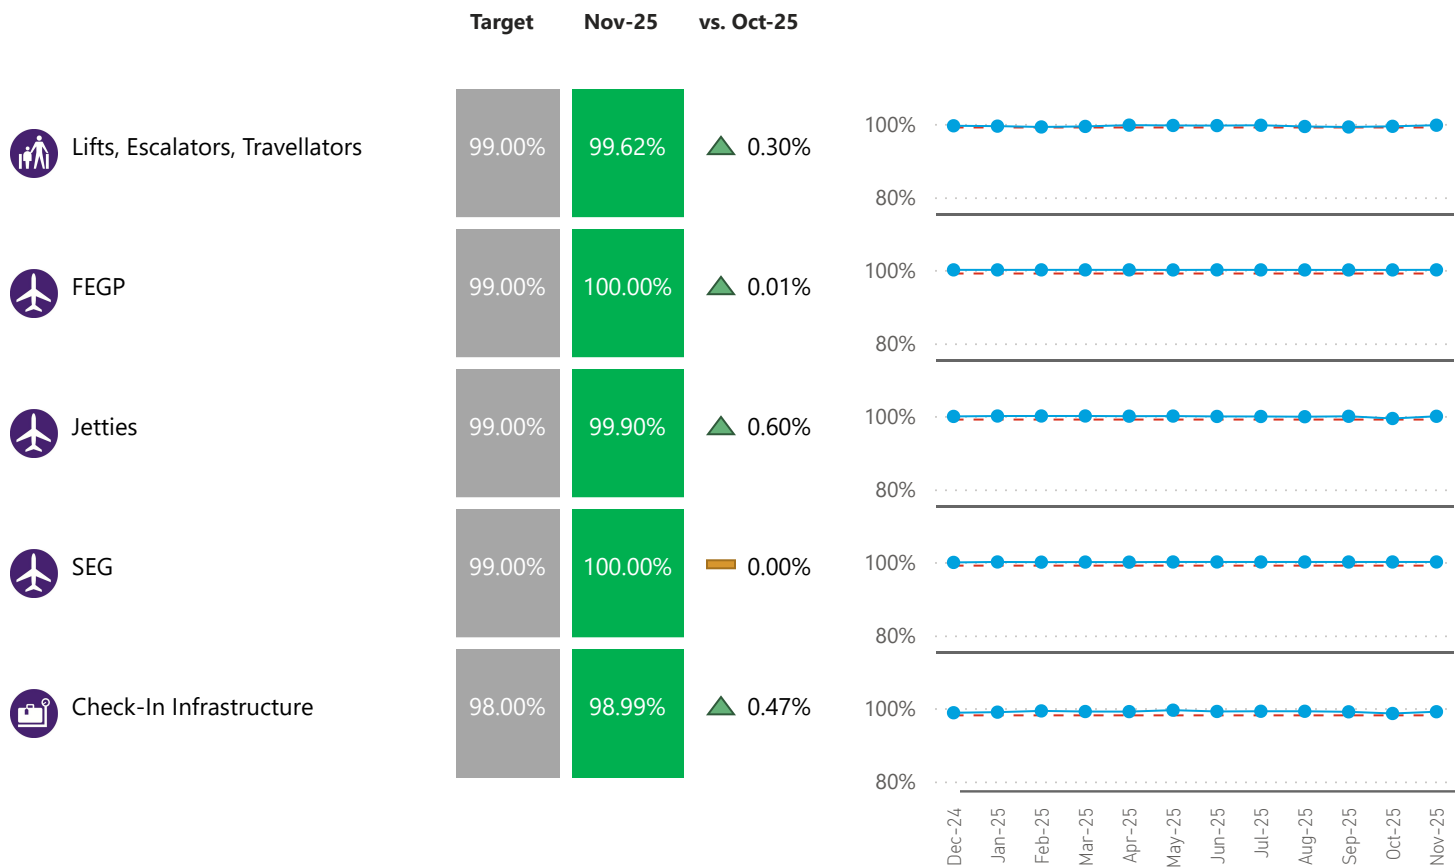 Target Nov-25 vs. Oct-25
Lifts, Escalators, Travellators 99.00% 99.62% 0.30%
100%
80%
FEGP 99.00% 100.00% 0.01%
100%
80%
Jetties 99.00% 99.90% 0.60%
100%
80%
SEG 99.00% 100.00% 0.00%
100%
80%
Check-In Infrastructure 98.00% 98.99% 0.47%
100%
80%
Dec-24 Jan-25 Feb-25 Mar-25 Apr-25 May-25 Jun-25 Jul-25 Aug-25 Sep-25 Oct-25 Nov-25